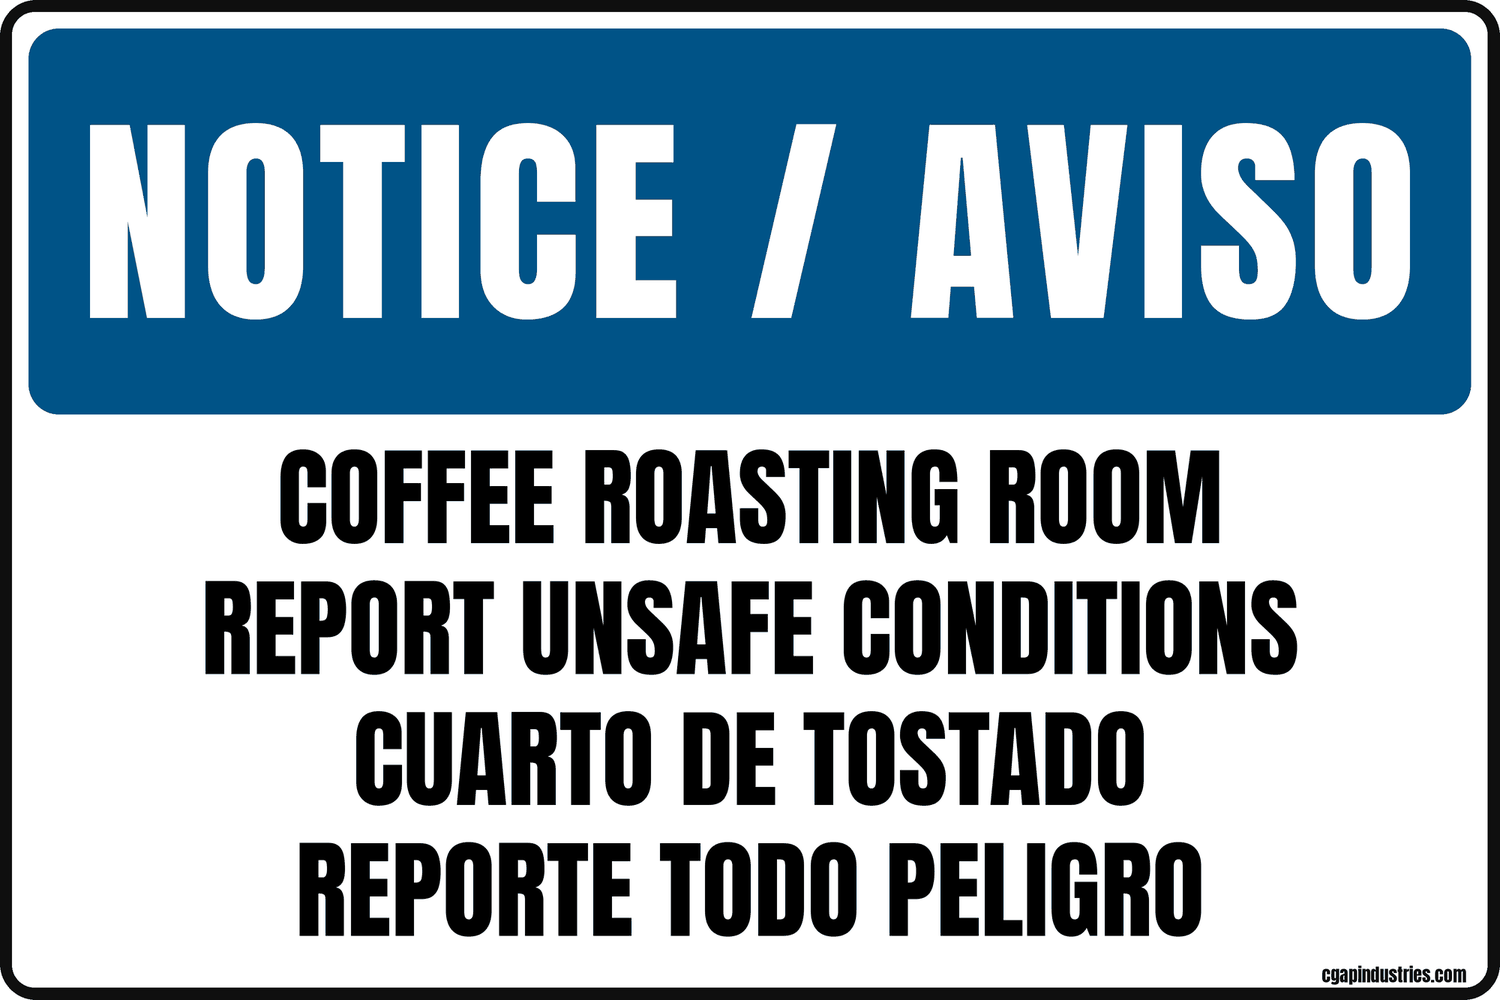 NOTICE / AVISO
COFFEE ROASTING ROOM
REPORT UNSAFE CONDITIONS
CUARTO DE TOSTADO
REPORTE TODO PELIGRO
cgapindustries.com